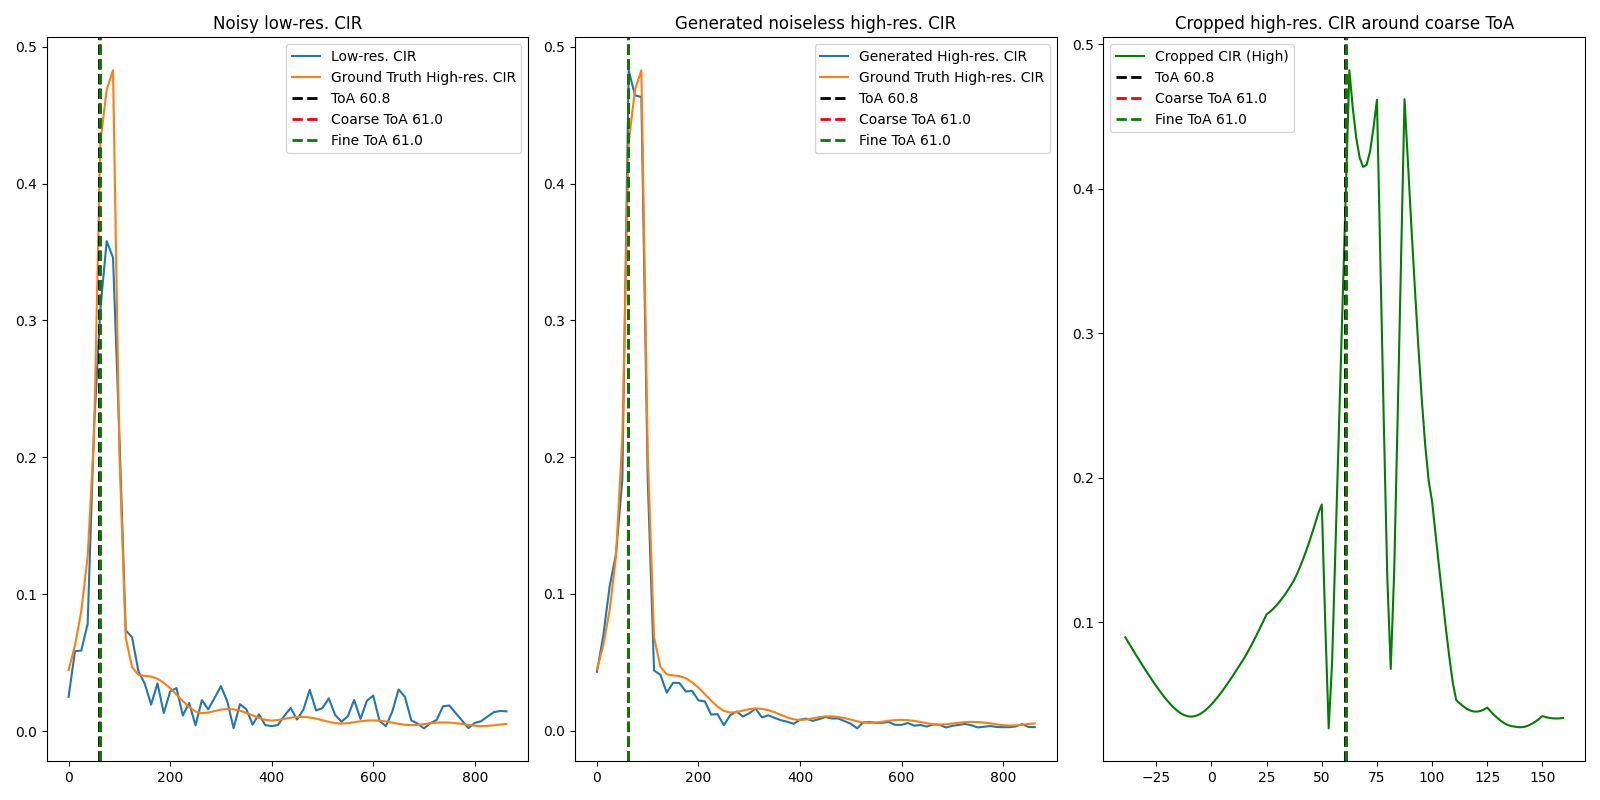 Noisy low-res. CIR
Low-res. CIR
Ground Truth High-res. CIR
ToA 60.8
Coarse ToA 61.0
Fine ToA 61.0
0.5
0.4
0.3
0.2
0.1
0.0
0
200
400
600
800
Generated noiseless high-res. CIR
Generated High-res. CIR
Ground Truth High-res. CIR
ToA 60.8
Coarse ToA 61.0
Fine ToA 61.0
0.5
0.4
0.3
0.2
0.1
0.0
0
200
400
600
800
Cropped high-res. CIR around coarse ToA
Cropped CIR (High)
ToA 60.8
Coarse ToA 61.0
Fine ToA 61.0
0.5
0.4
0.3
0.2
0.1
−25
0
25
50
75
100
125
150